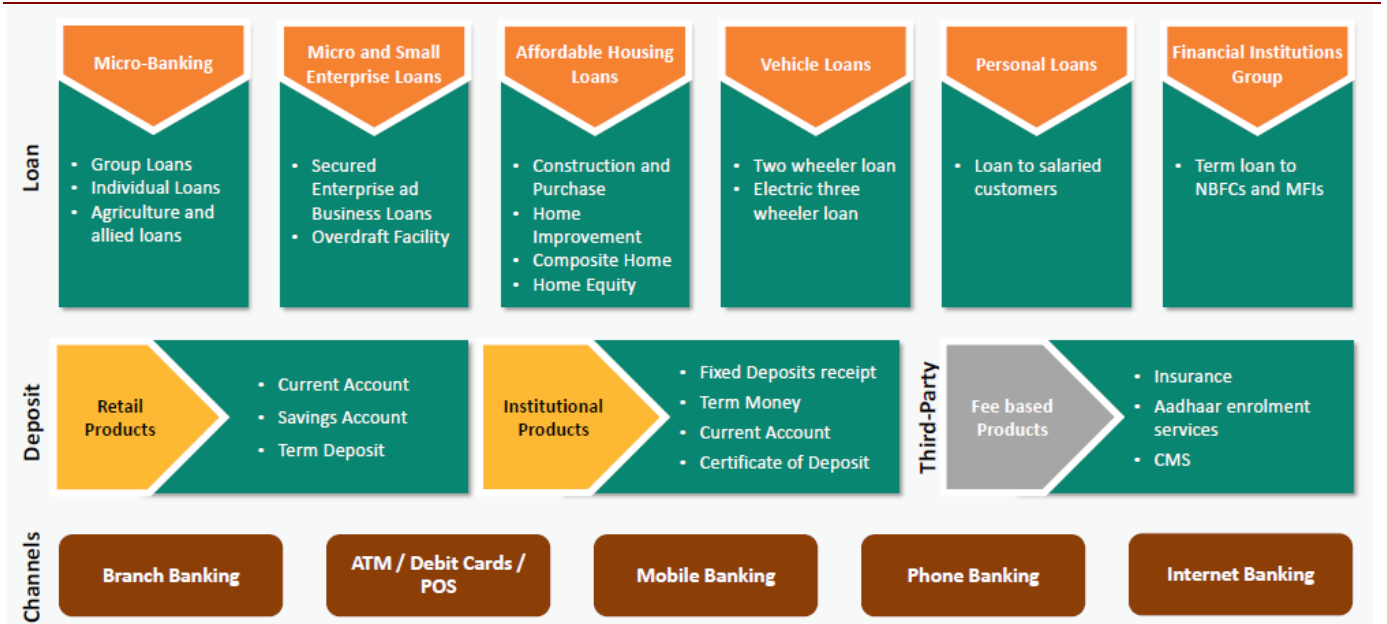 Loan
Micro-Banking
• Group Loans
• Individual Loans
• Agriculture and
allied loans
Micro and Small
Enterprise Loans
• Secured
Enterprise ad
Business Loans
• Overdraft Facility
Affordable Housing
Loans
• Construction and
Purchase
• Home
Improvement
• Composite Home
• Home Equity
Vehicle Loans
• Two wheeler loan
• Electric three
wheeler loan
Personal Loans
• Loan to salaried
customers
Financial Institutions
Group
• Term loan to
NBFCs and MFIs
Deposit
Retail
Products
• Current Account
• Savings Account
• Term Deposit
Institutional
Products
• Fixed Deposits receipt
• Term Money
• Current Account
• Certificate of Deposit
Third-Party
Fee based
Products
• Insurance
• Aadhaar enrolment
services
• CMS
Channels
Branch Banking
ATM / Debit Cards /
POS
Mobile Banking
Phone Banking
Internet Banking